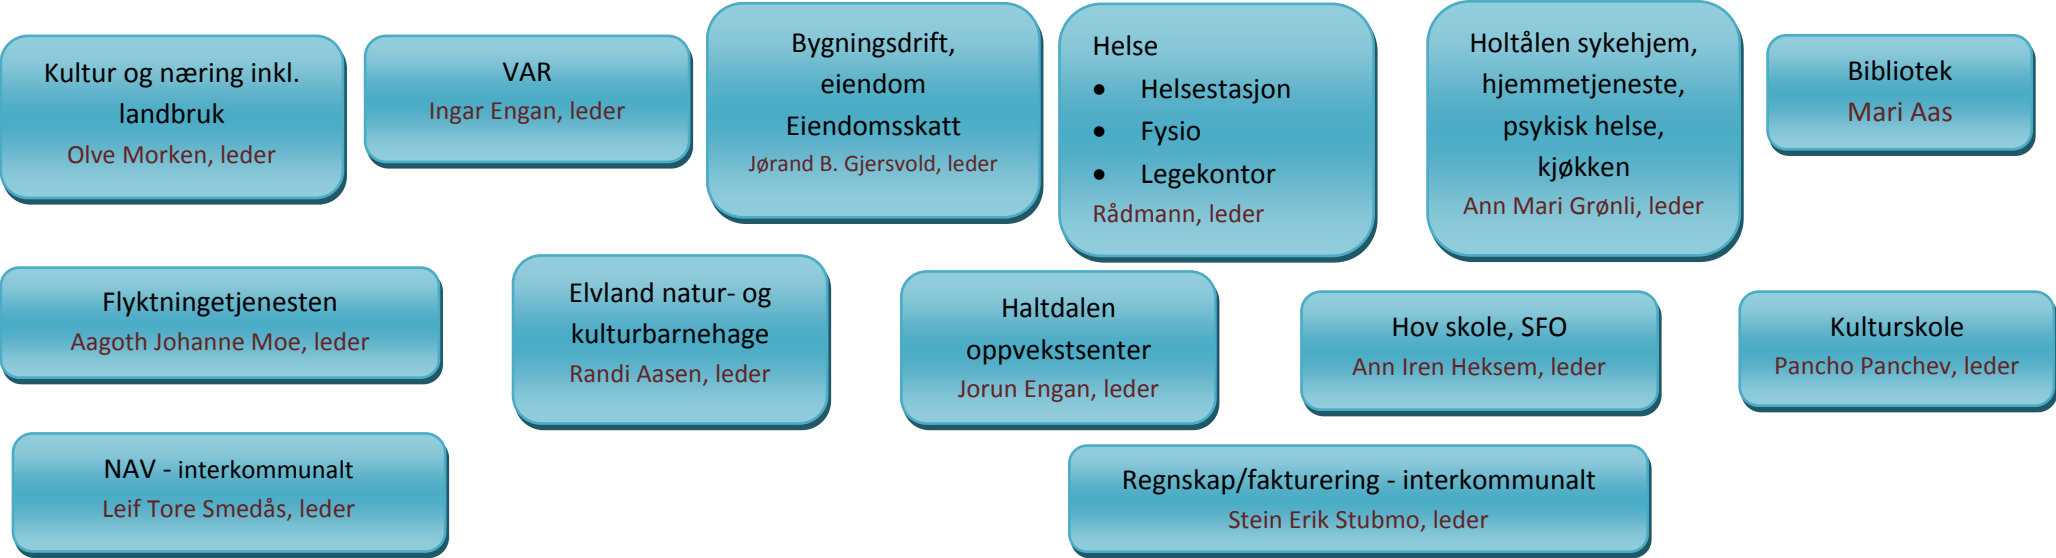 Kultur og næring inkl.
landbruk
Olve Morken, leder
VAR
Ingar Engan, leder
Bygningsdrift,
eiendom
Eiendomsskatt
Jørand B. Gjersvold, leder
Helse
• Helsestasjon
• Fysio
• Legekontor
Rådmann, leder
Holtålen sykehjem,
hjemmetjeneste,
psykisk helse,
kjøkken
Ann Mari Grønli, leder
Bibliotek
Mari Aas
Flyktningetjenesten
Aagoth Johanne Moe, leder
Elvland natur- og
kulturbarnehage
Randi Aasen, leder
Haltdalen
oppvekstsenter
Jorun Engan, leder
Hov skole, SFO
Ann Iren Heksem, leder
Kulturskole
Pancho Panchev, leder
NAV - interkommunalt
Leif Tore Smedås, leder
Regnskap/fakturering - interkommunalt
Stein Erik Stubmo, leder